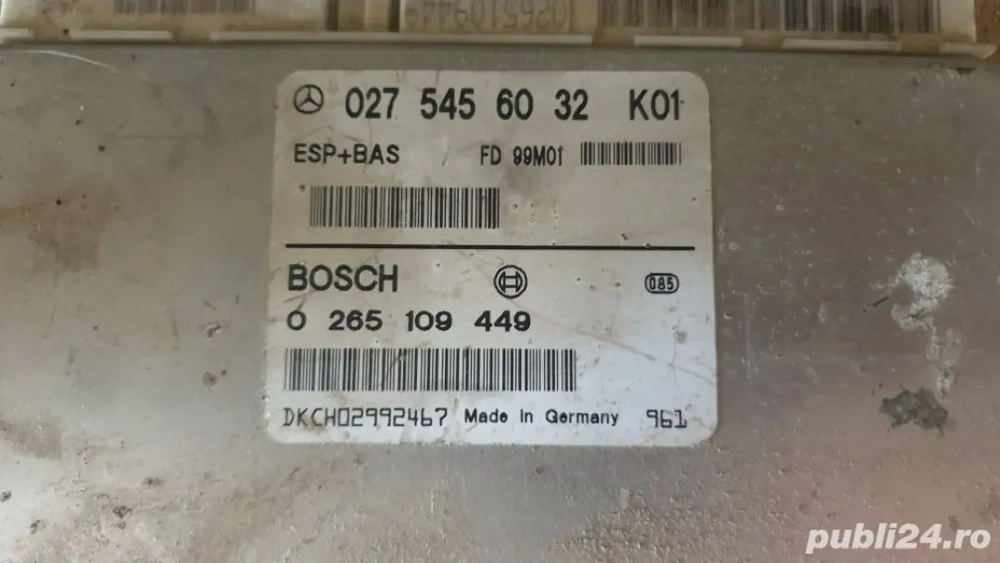 0265109449
027 545 60 32 K01
ESP+BAS FD 99M01
BOSCH 085
0 265 109 449
DKCH02992467 Made In Germany 961
publi24.ro